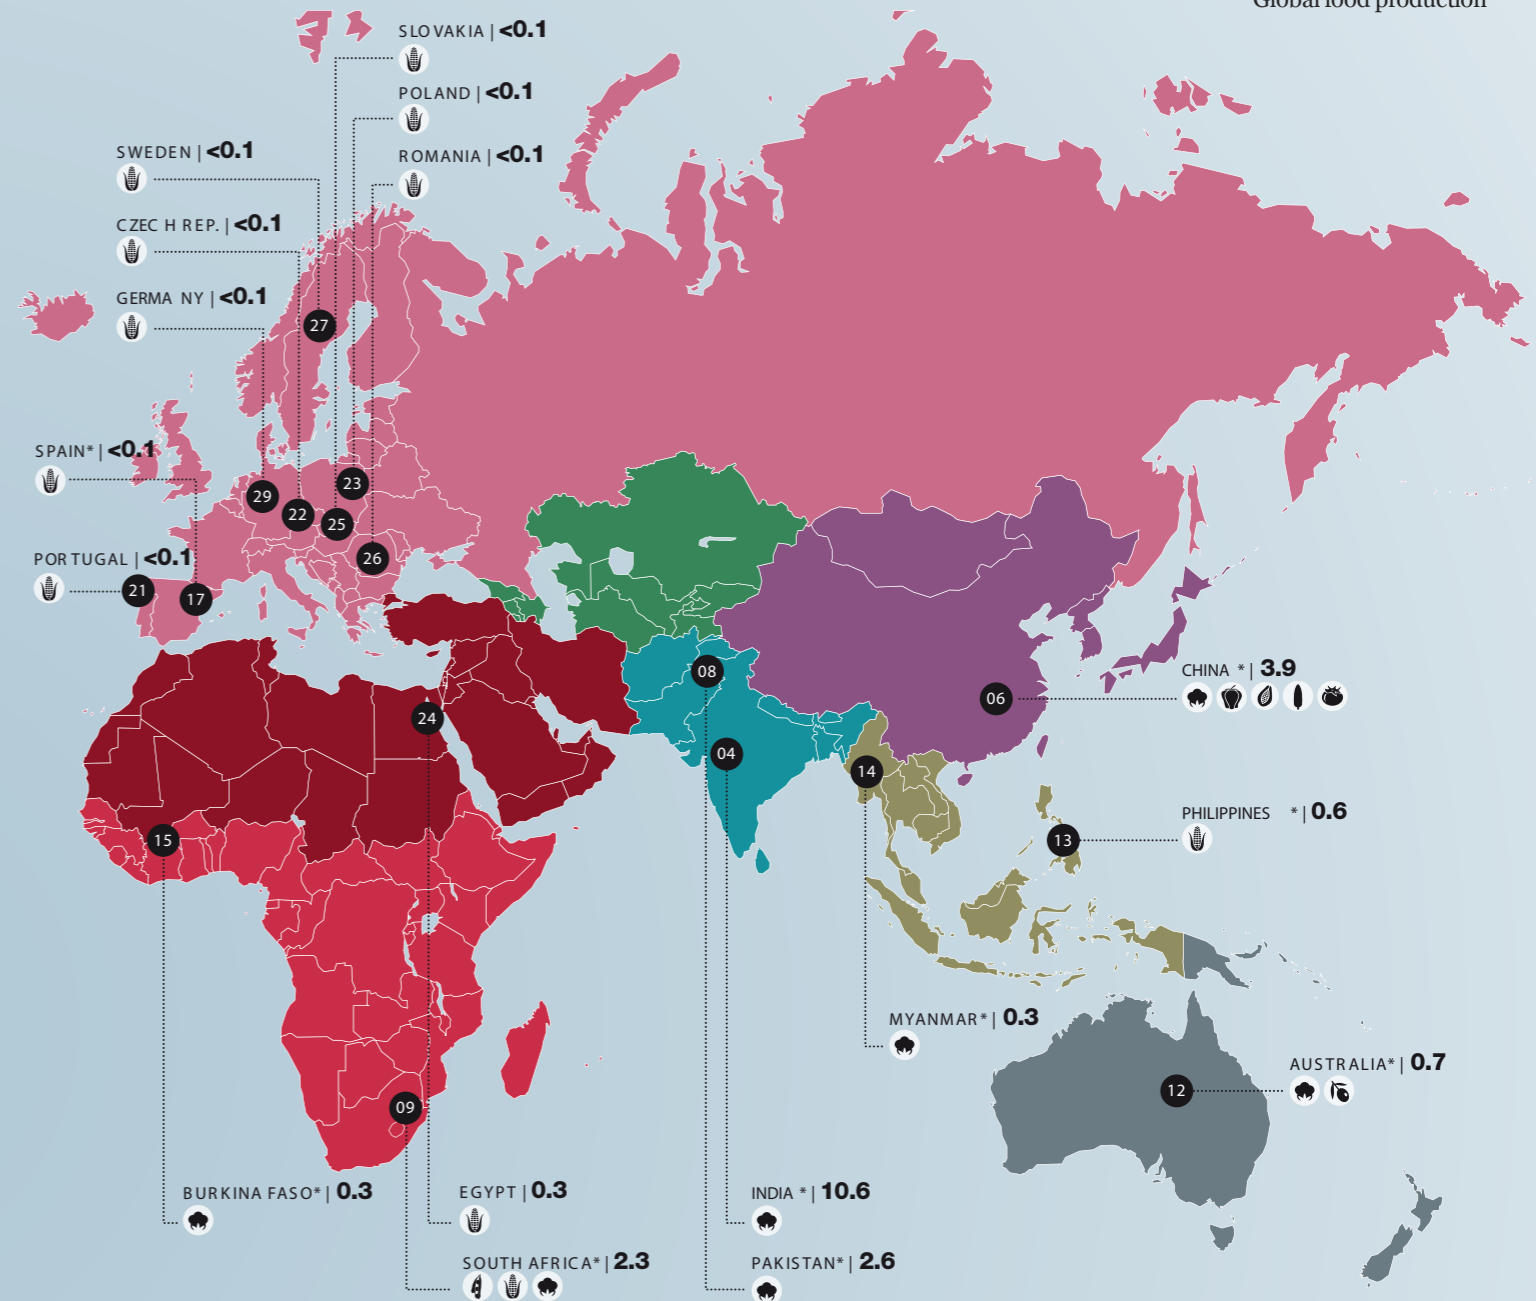 Global food production
SLOVAKIA | <0.1
POLAND | <0.1
ROMANIA | <0.1
SWEDEN | <0.1
CZEC H REP. | <0.1
GERMA NY | <0.1
27
SPAIN* | <0.1
29
23
22
25
26
PORTUGAL | <0.1
21
17
08
CHINA * | 3.9
06
24
04
14
PHILIPPINES * | 0.6
13
15
MYANMAR* | 0.3
AUSTRALIA* | 0.7
12
09
BURKINA FASO* | 0.3
EGYPT | 0.3
INDIA * | 10.6
SOUTH AFRICA* | 2.3
PAKISTAN* | 2.6